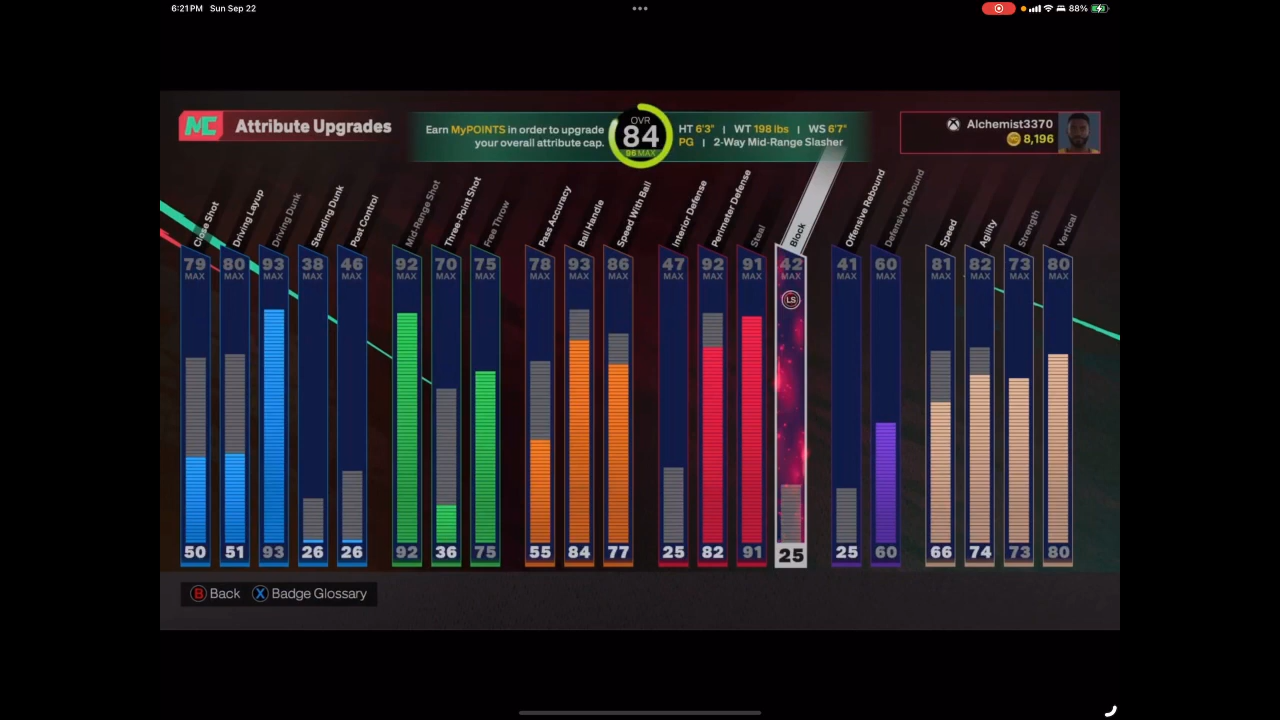 6:21 PM Sun Sep 22
88%
MC Attribute Upgrades
Earn MyPOINTS in order to upgrade
your overall attribute cap.
OVR
84
96 MAX
HT 6'3" | WT 198 lbs | WS 6'7"
PG | 2-Way Mid-Range Slasher
Alchemist3370
8,196
Close Shot Driving Layup Driving Dunk Standing Dunk Post Control Mid-Range Shot Three Point Shot Free Throw Pass Accuracy Ball Handle Speed With Ball Interior Defense Perimeter Defense Steal Block Offensive Rebound Defensive Rebound Speed Agility Strength Vertical
79 80 93 38 46 92 70 75 78 93 86 47 92 91 42 41 60 81 82 73 80
MAX MAX MAX MAX MAX MAX MAX MAX MAX MAX MAX MAX MAX MAX MAX MAX MAX MAX MAX MAX MAX
LS
50 51 93 26 26 92 36 75 55 84 77 25 82 91 25 25 60 66 74 73 80
B Back X Badge Glossary